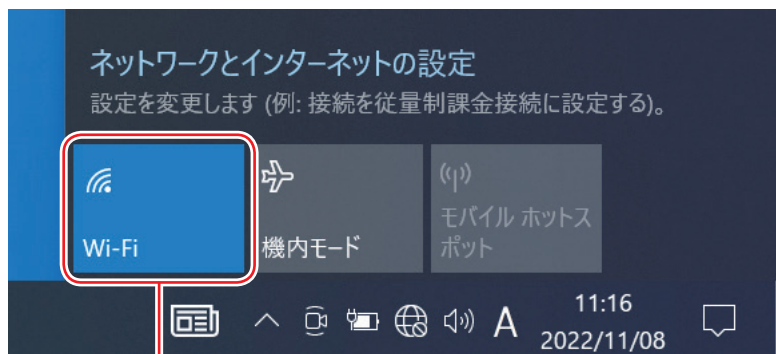 ネットワークとインターネットの設定
設定を変更します (例: 接続を従量制課金接続に設定する)。
Wi-Fi
機内モード
モバイル ホットス
ポット
A
11:16
2022/11/08